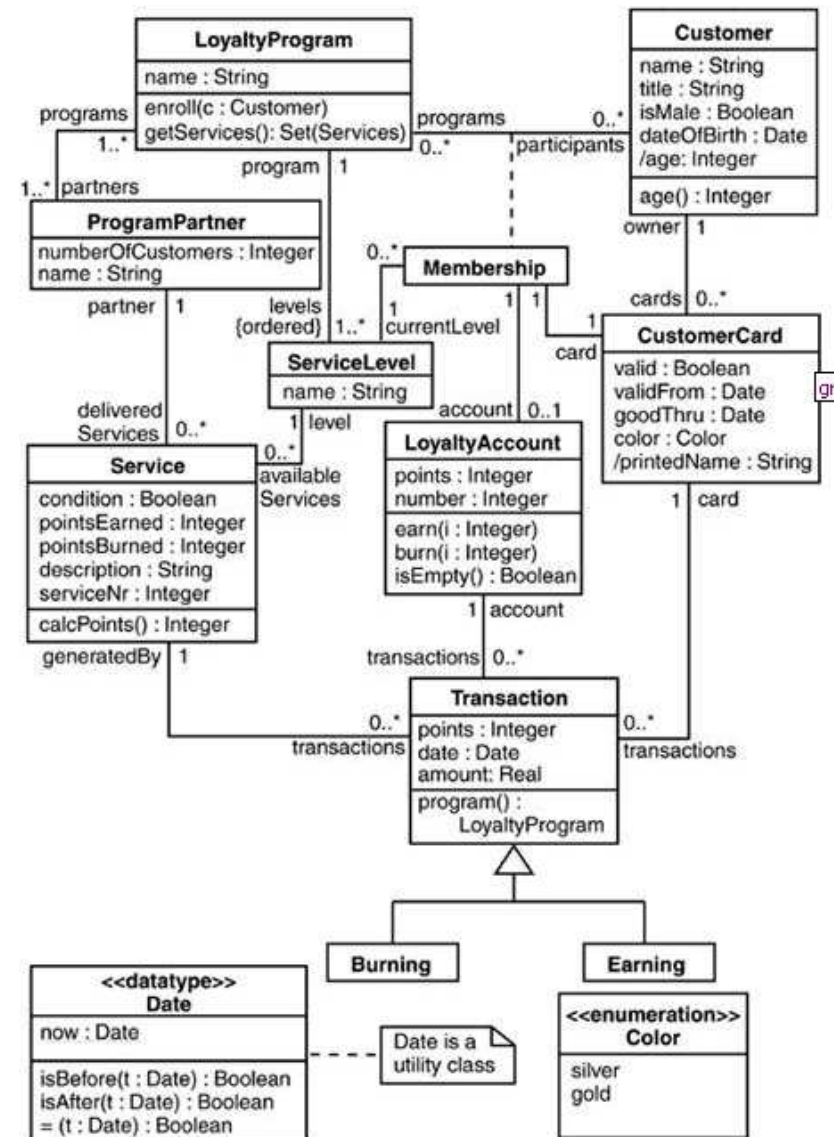 LoyaltyProgram
name : String
enroll(c : Customer)
getServices(): Set(Services)
Customer
name : String
title : String
isMale : Boolean
dateOfBirth : Date
/age: Integer
age() : Integer
programs
1..*
programs
0..*
0..*
participants
program
1
1..*
partners
ProgramPartner
numberOfCustomers : Integer
name : String
owner
1
0..*
Membership
partner
1
levels
{ordered}
1..*
1
currentLevel
1
1
cards
0..*
1
card
CustomerCard
valid : Boolean
validFrom : Date
goodThru : Date
color : Color
/printedName : String
gr
ServiceLevel
name : String
delivered
Services
0..*
1
level
0..*
available
Services
account
0..1
LoyaltyAccount
points : Integer
number : Integer
earn(i : Integer)
burn(i : Integer)
isEmpty() : Boolean
Service
condition : Boolean
pointsEarned : Integer
pointsBurned : Integer
description : String
serviceNr : Integer
calcPoints() : Integer
1
card
generatedBy
1
1
account
transactions
0..*
0..*
transactions
Transaction
points : Integer
date : Date
amount: Real
program() :
LoyaltyProgram
0..*
transactions
Burning
Earning
<<datatype>>
Date
now : Date
isBefore(t : Date) : Boolean
isAfter(t : Date) : Boolean
= (t : Date) : Boolean
Date is a
utility class
<<enumeration>>
Color
silver
gold